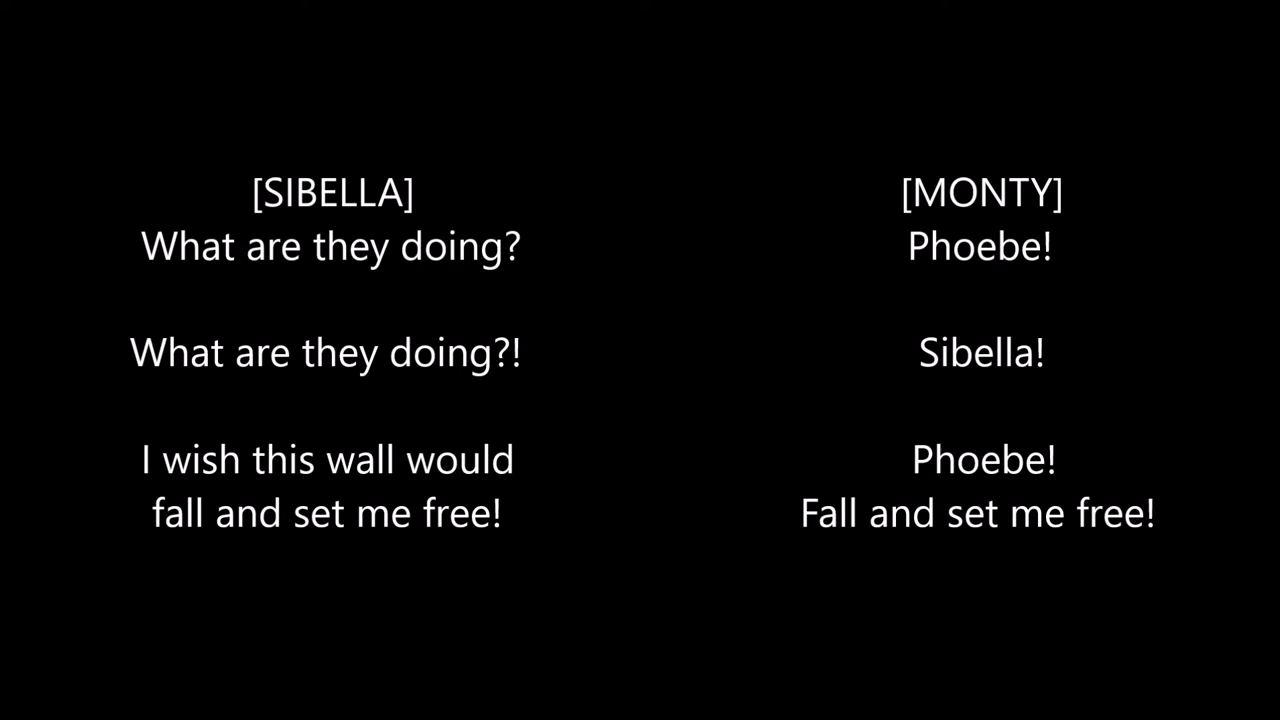 [SIBELLA]
What are they doing?
What are they doing?!
I wish this wall would
fall and set me free!
[MONTY]
Phoebe!
Sibella!
Phoebe!
Fall and set me free!